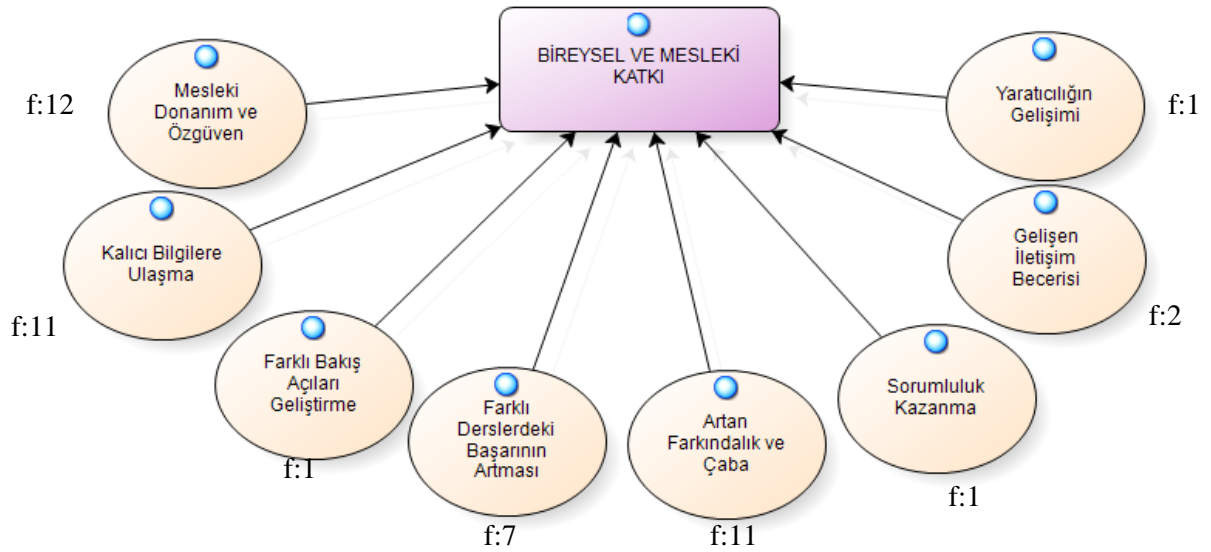 BİREYSEL VE MESLEKİ
KATKI
Mesleki
Donanım ve
Özgüven
f:12
Kalıcı Bilgilere
Ulaşma
f:11
Farklı Bakış
Açıları
Geliştirme
f:1
Farklı
Derslerdeki
Başarının
Artması
f:7
Artan
Farkındalık ve
Çaba
f:11
Sorumluluk
Kazanma
f:1
Gelişen
İletişim
Becerisi
f:2
Yaratıcılığın
Gelişimi
f:1